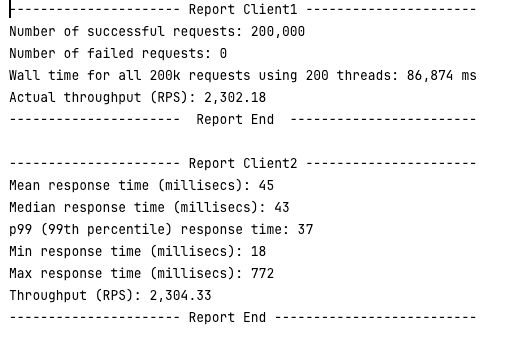 ---------------------- Report Client1 ----------------------
Number of successful requests: 200,000
Number of failed requests: 0
Wall time for all 200k requests using 200 threads: 86,874 ms
Actual throughput (RPS): 2,302.18
----------------------  Report End  ------------------------

---------------------- Report Client2 ----------------------
Mean response time (millisecs): 45
Median response time (millisecs): 43
p99 (99th percentile) response time: 37
Min response time (millisecs): 18
Max response time (millisecs): 772
Throughput (RPS): 2,304.33
---------------------- Report End --------------------------